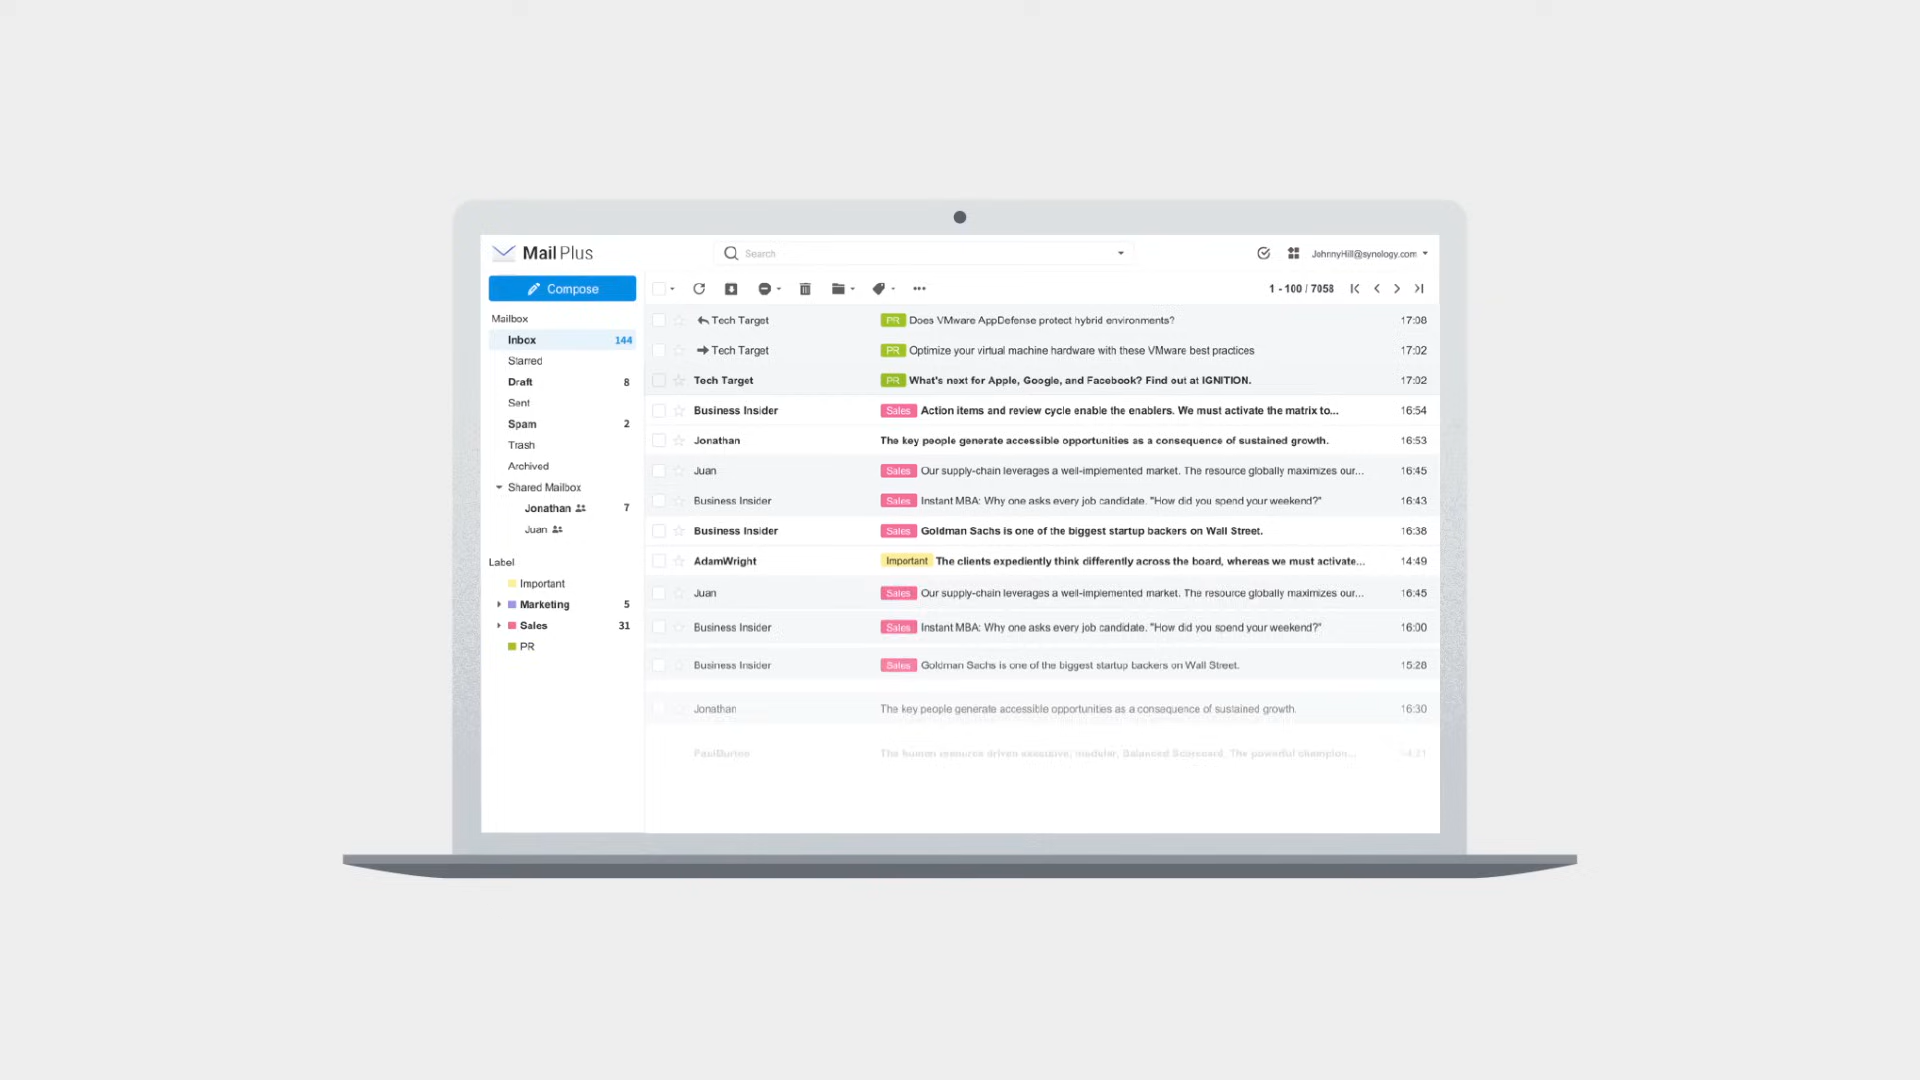 Mail Plus
Search
JohnnyHill@synology.com
Compose
1 - 100 / 7058
Mailbox
Inbox 144
Starred
Draft 8
Sent
Spam 2
Trash
Archived
Shared Mailbox
Jonathan 7
Juan
Label
Important
Marketing 5
Sales 31
PR
Tech Target PR Does VMware AppDefense protect hybrid environments? 17:08
Tech Target PR Optimize your virtual machine hardware with these VMware best practices 17:02
Tech Target PR What's next for Apple, Google, and Facebook? Find out at IGNITION. 17:02
Business Insider Sales Action items and review cycle enable the enablers. We must activate the matrix to... 16:54
Jonathan The key people generate accessible opportunities as a consequence of sustained growth. 16:53
Juan Sales Our supply-chain leverages a well-implemented market. The resource globally maximizes our... 16:45
Business Insider Sales Instant MBA: Why one asks every job candidate. "How did you spend your weekend?" 16:43
Business Insider Sales Goldman Sachs is one of the biggest startup backers on Wall Street. 16:38
AdamWright Important The clients expediently think differently across the board, whereas we must activate... 14:49
Juan Sales Our supply-chain leverages a well-implemented market. The resource globally maximizes our... 16:45
Business Insider Sales Instant MBA: Why one asks every job candidate. "How did you spend your weekend?" 16:00
Business Insider Sales Goldman Sachs is one of the biggest startup backers on Wall Street. 15:28
Jonathan The key people generate accessible opportunities as a consequence of sustained growth. 16:30
The human resource driven executive, modular, Balanced Scorecard. The powerful champion...